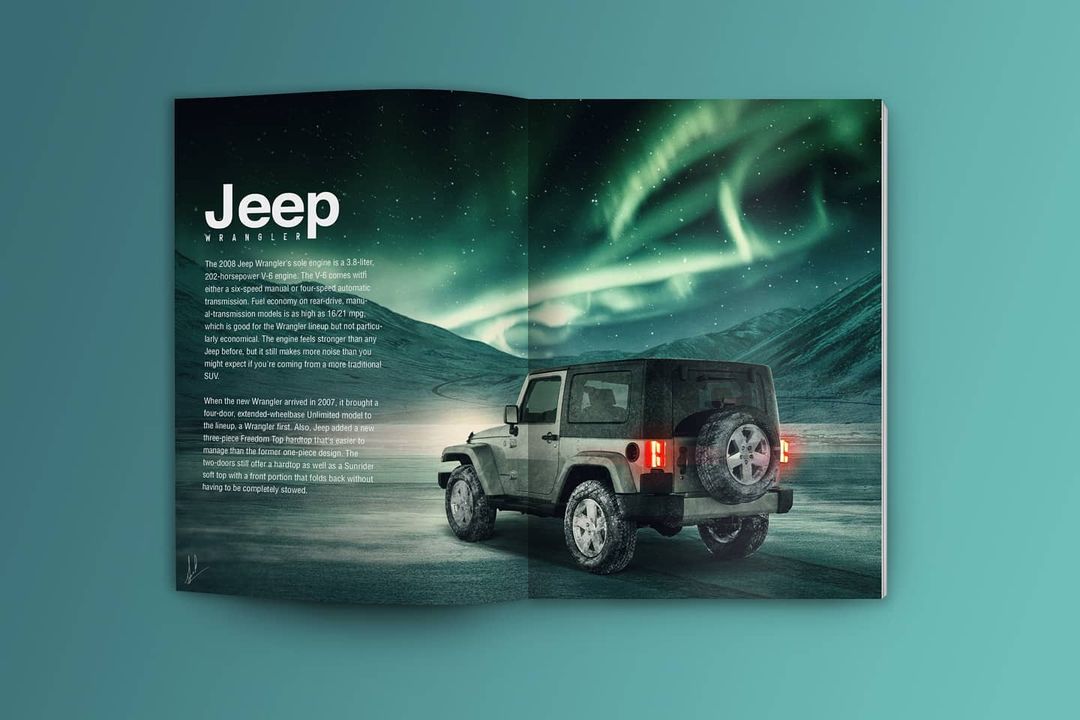 Jeep
WRANGLER
The 2008 Jeep Wrangler's sole engine is a 3.8-liter,
202-horsepower V-6 engine. The V-6 comes with
either a six-speed manual or four-speed automatic
transmission. Fuel economy on rear-drive, manu-
al-transmission models is as high as 16/21 mpg,
which is good for the Wrangler lineup but not particu-
larly economical. The engine feels stronger than any
Jeep before, but it still makes more noise than you
might expect if you're coming from a more traditional
SUV.
When the new Wrangler arrived in 2007, it brought a
four-door, extended-wheelbase Unlimited model to
the lineup, a Wrangler first. Also, Jeep added a new
three-piece Freedom Top hardtop that's easier to
manage than the former one-piece design. The
two-doors still offer a hardtop as well as a Sunrider
soft top with a front portion that folds back without
having to be completely stowed.